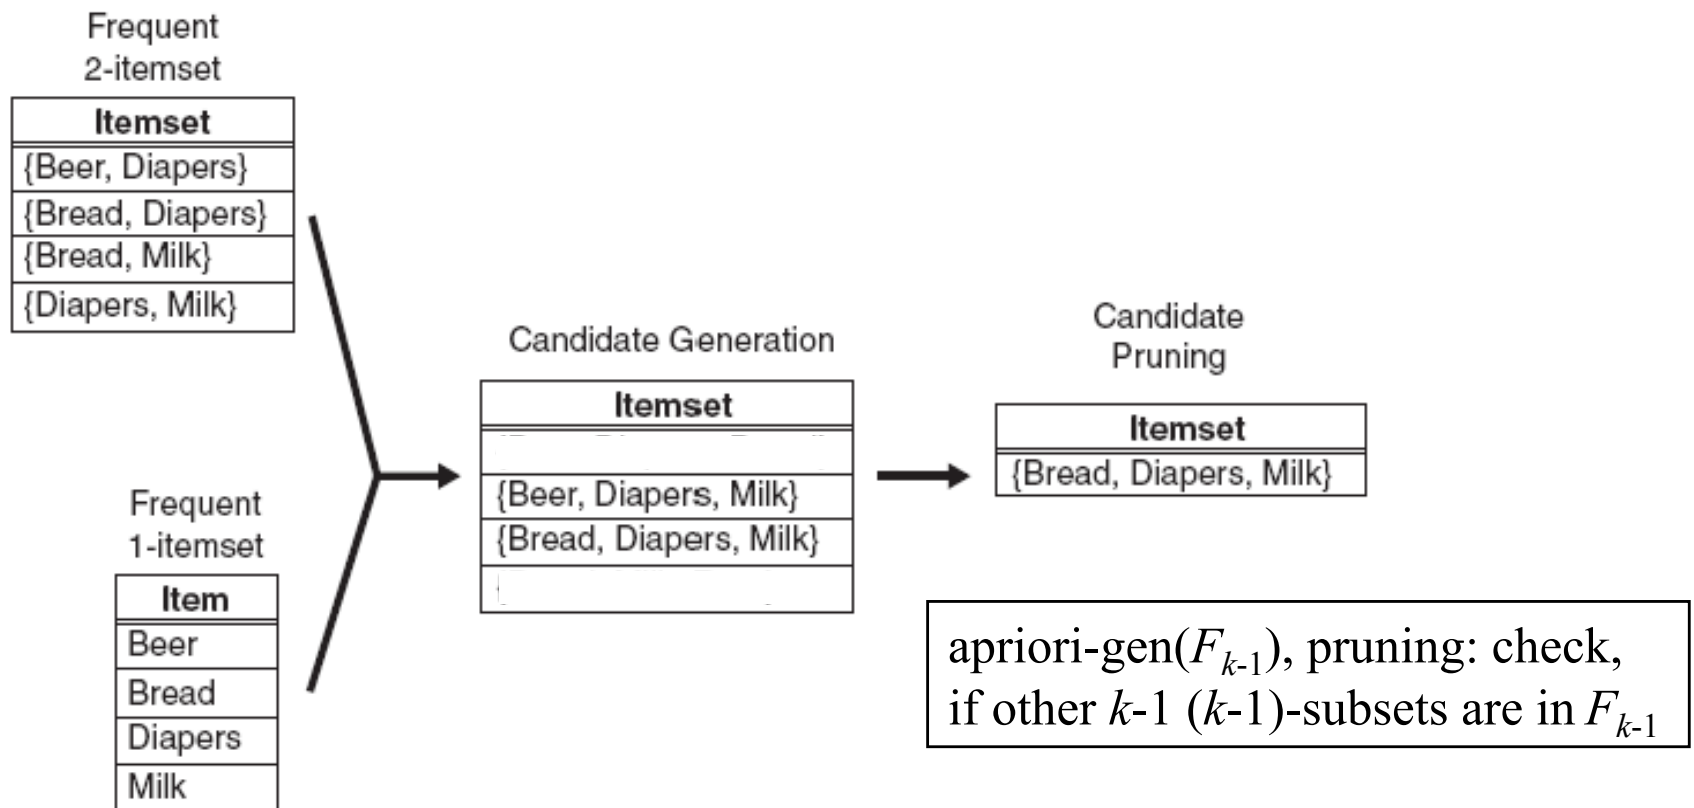 Frequent
2-itemset
Itemset
{Beer, Diapers}
{Bread, Diapers}
{Bread, Milk}
{Diapers, Milk}
Frequent
1-itemset
Item
Beer
Bread
Diapers
Milk
Candidate Generation
Itemset
{Beer, Diapers, Milk}
{Bread, Diapers, Milk}
Candidate
Pruning
Itemset
{Bread, Diapers, Milk}
apriori-gen(Fₖ₋₁), pruning: check,
if other k-1 (k-1)-subsets are in Fₖ₋₁